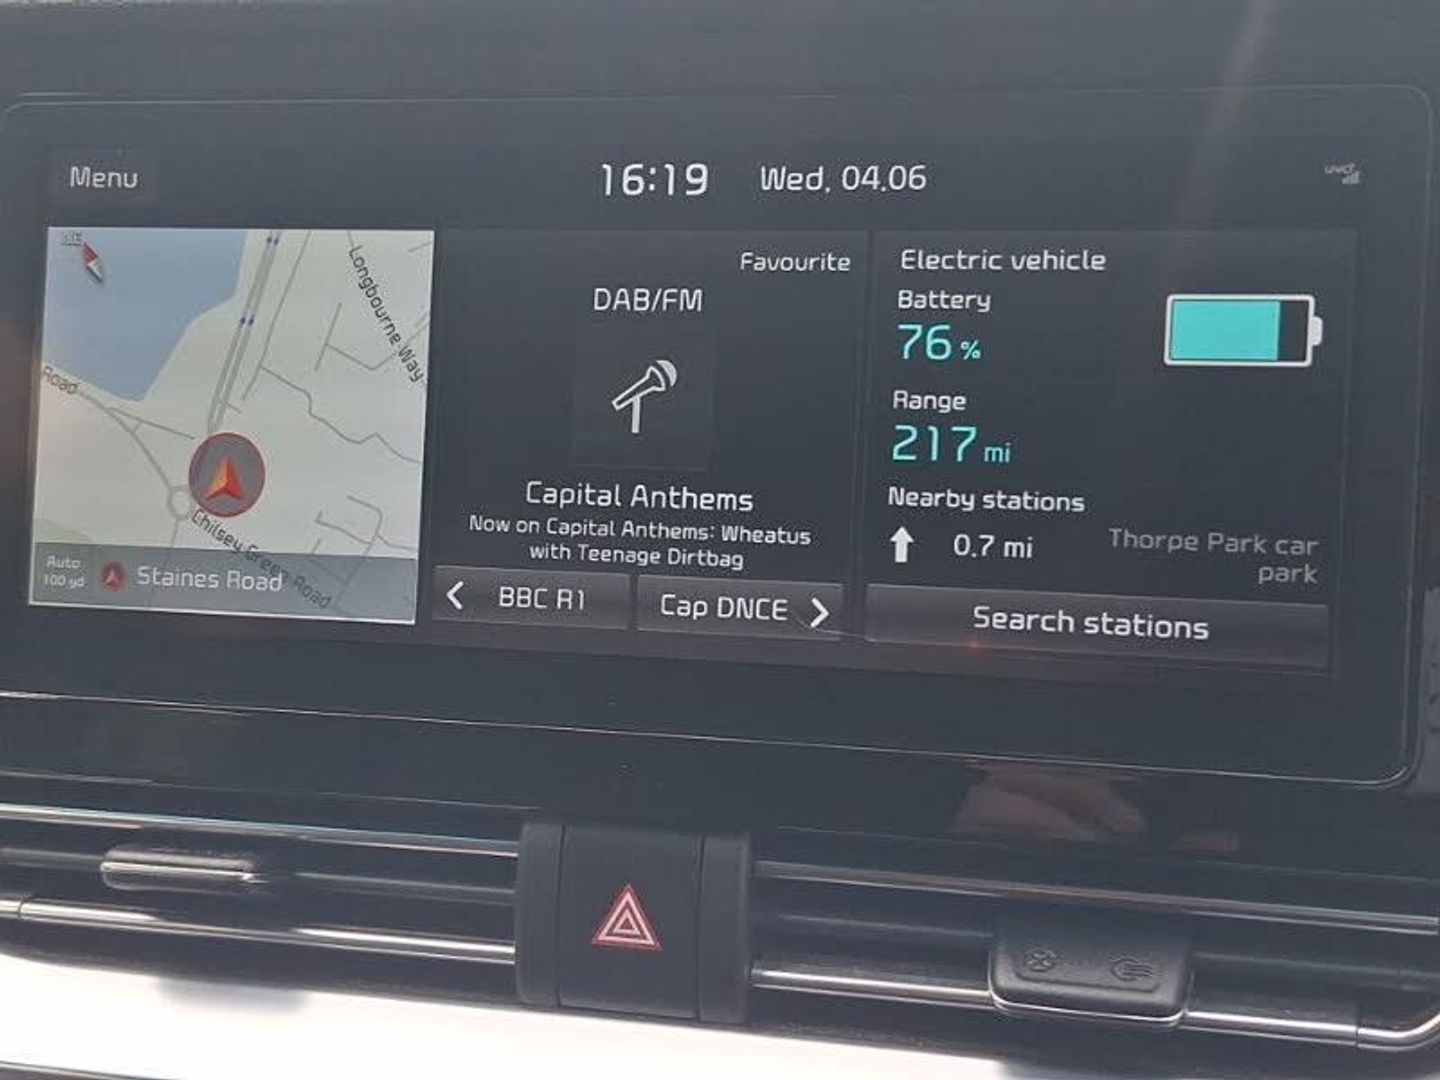 Menu
16:19
Wed, 04.06
NE
Longbourne Way
Road
Chilsey Green Road
Auto
100 yd
Staines Road
Favourite
DAB/FM
Capital Anthems
Now on Capital Anthems: Wheatus
with Teenage Dirtbag
BBC R1
Cap DNCE
Electric vehicle
Battery
76 %
Range
217 mi
Nearby stations
0.7 mi
Thorpe Park car
park
Search stations